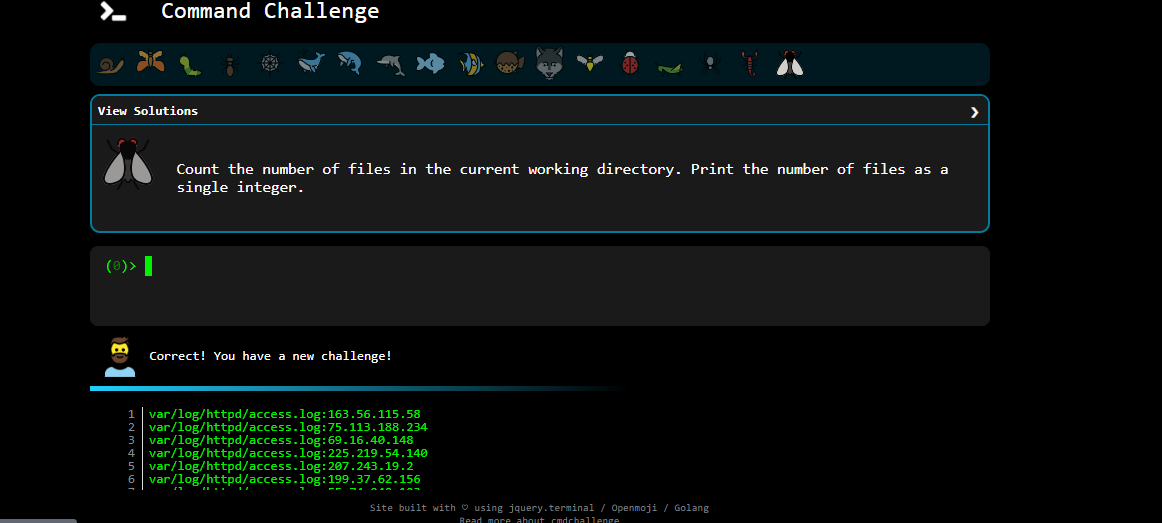 Command Challenge
View Solutions
Count the number of files in the current working directory. Print the number of files as a
single integer.
(0)>
Correct! You have a new challenge!
1 var/log/httpd/access.log:163.56.115.58
2 var/log/httpd/access.log:75.113.188.234
3 var/log/httpd/access.log:69.16.40.148
4 var/log/httpd/access.log:225.219.54.140
5 var/log/httpd/access.log:207.243.19.2
6 var/log/httpd/access.log:199.37.62.156
Site built with ♡ using jquery.terminal / Openmoji / Golang
Read more about cmdchallenge